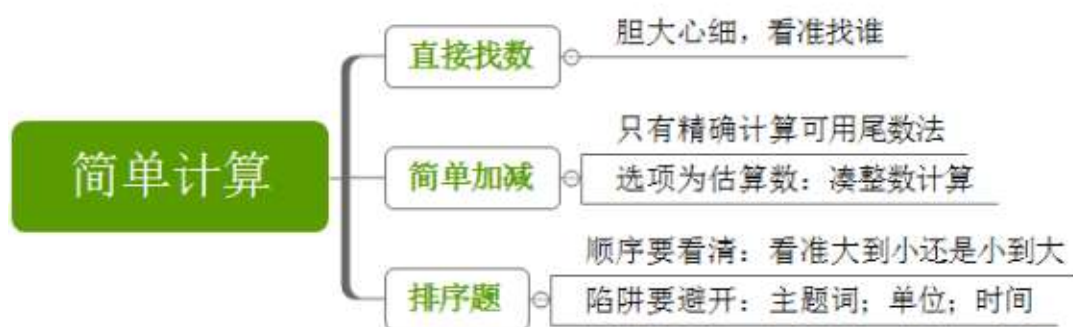 简单计算
直接找数
胆大心细，看准找谁
简单加减
只有精确计算可用尾数法
选项为估算数：凑整数计算
排序题
顺序要看清：看准大到小还是小到大
陷阱要避开：主题词；单位；时间